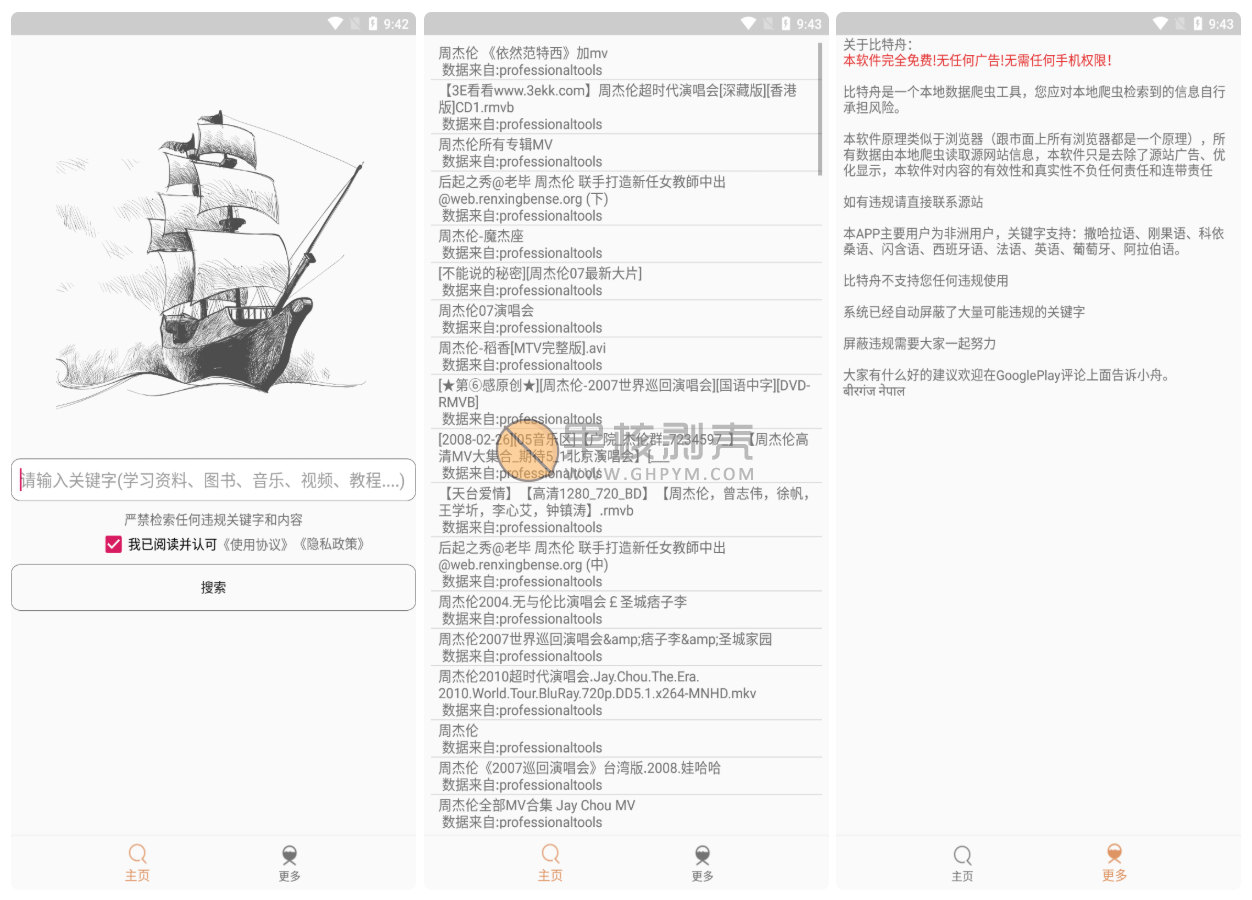 9:42
请输入关键字(学习资料、图书、音乐、视频、教程....)
严禁检索任何违规关键字和内容
我已阅读并认可《使用协议》《隐私政策》
搜索
主页
更多
9:43
周杰伦 《依然范特西》加mv
数据来自:professionaltools
【3E看看www.3ekk.com】周杰伦超时代演唱会[深藏版][香港
版]CD1.rmvb
数据来自:professionaltools
周杰伦所有专辑MV
数据来自:professionaltools
后起之秀@老毕 周杰伦 联手打造新任女教師中出
@web.renxingbense.org (下)
数据来自:professionaltools
周杰伦-魔杰座
数据来自:professionaltools
[不能说的秘密][周杰伦07最新大片]
数据来自:professionaltools
周杰伦07演唱会
数据来自:professionaltools
周杰伦-稻香[MTV完整版].avi
数据来自:professionaltools
[★第⑥感原创★][周杰伦-2007世界巡回演唱会][国语中字][DVD-
RMVB]
数据来自:professionaltools
[2008-02-26][05音乐区]【广院_杰伦群_7234597_】【周杰伦高
清MV大集合_期待5_1北京演唱会】[__
数据来自:professionaltools
果核剥壳
WWW.GHPYM.COM
【天台爱情】【高清1280_720_BD】【周杰伦，曾志伟，徐帆，
王学圻，李心艾，钟镇涛】.rmvb
数据来自:professionaltools
后起之秀@老毕 周杰伦 联手打造新任女教師中出
@web.renxingbense.org (中)
数据来自:professionaltools
周杰伦2004.无与伦比演唱会￡圣城痞子李
数据来自:professionaltools
周杰伦2007世界巡回演唱会&amp;痞子李&amp;圣城家园
数据来自:professionaltools
周杰伦2010超时代演唱会.Jay.Chou.The.Era.
2010.World.Tour.BluRay.720p.DD5.1.x264-MNHD.mkv
数据来自:professionaltools
周杰伦
数据来自:professionaltools
周杰伦《2007巡回演唱会》台湾版.2008.娃哈哈
数据来自:professionaltools
周杰伦全部MV合集 Jay Chou MV
数据来自:professionaltools
主页
更多
9:43
关于比特舟：
本软件完全免费!无任何广告!无需任何手机权限！
比特舟是一个本地数据爬虫工具，您应对本地爬虫检索到的信息自行
承担风险。
本软件原理类似于浏览器（跟市面上所有浏览器都是一个原理），所
有数据由本地爬虫读取源网站信息，本软件只是去除了源站广告、优
化显示，本软件对内容的有效性和真实性不负任何责任和连带责任
如有违规请直接联系源站
本APP主要用户为非洲用户，关键字支持：撒哈拉语、刚果语、科依
桑语、闪含语、西班牙语、法语、英语、葡萄牙、阿拉伯语。
比特舟不支持您任何违规使用
系统已经自动屏蔽了大量可能违规的关键字
屏蔽违规需要大家一起努力
大家有什么好的建议欢迎在GooglePlay评论上面告诉小舟。
बीरगंज नेपाल
主页
更多